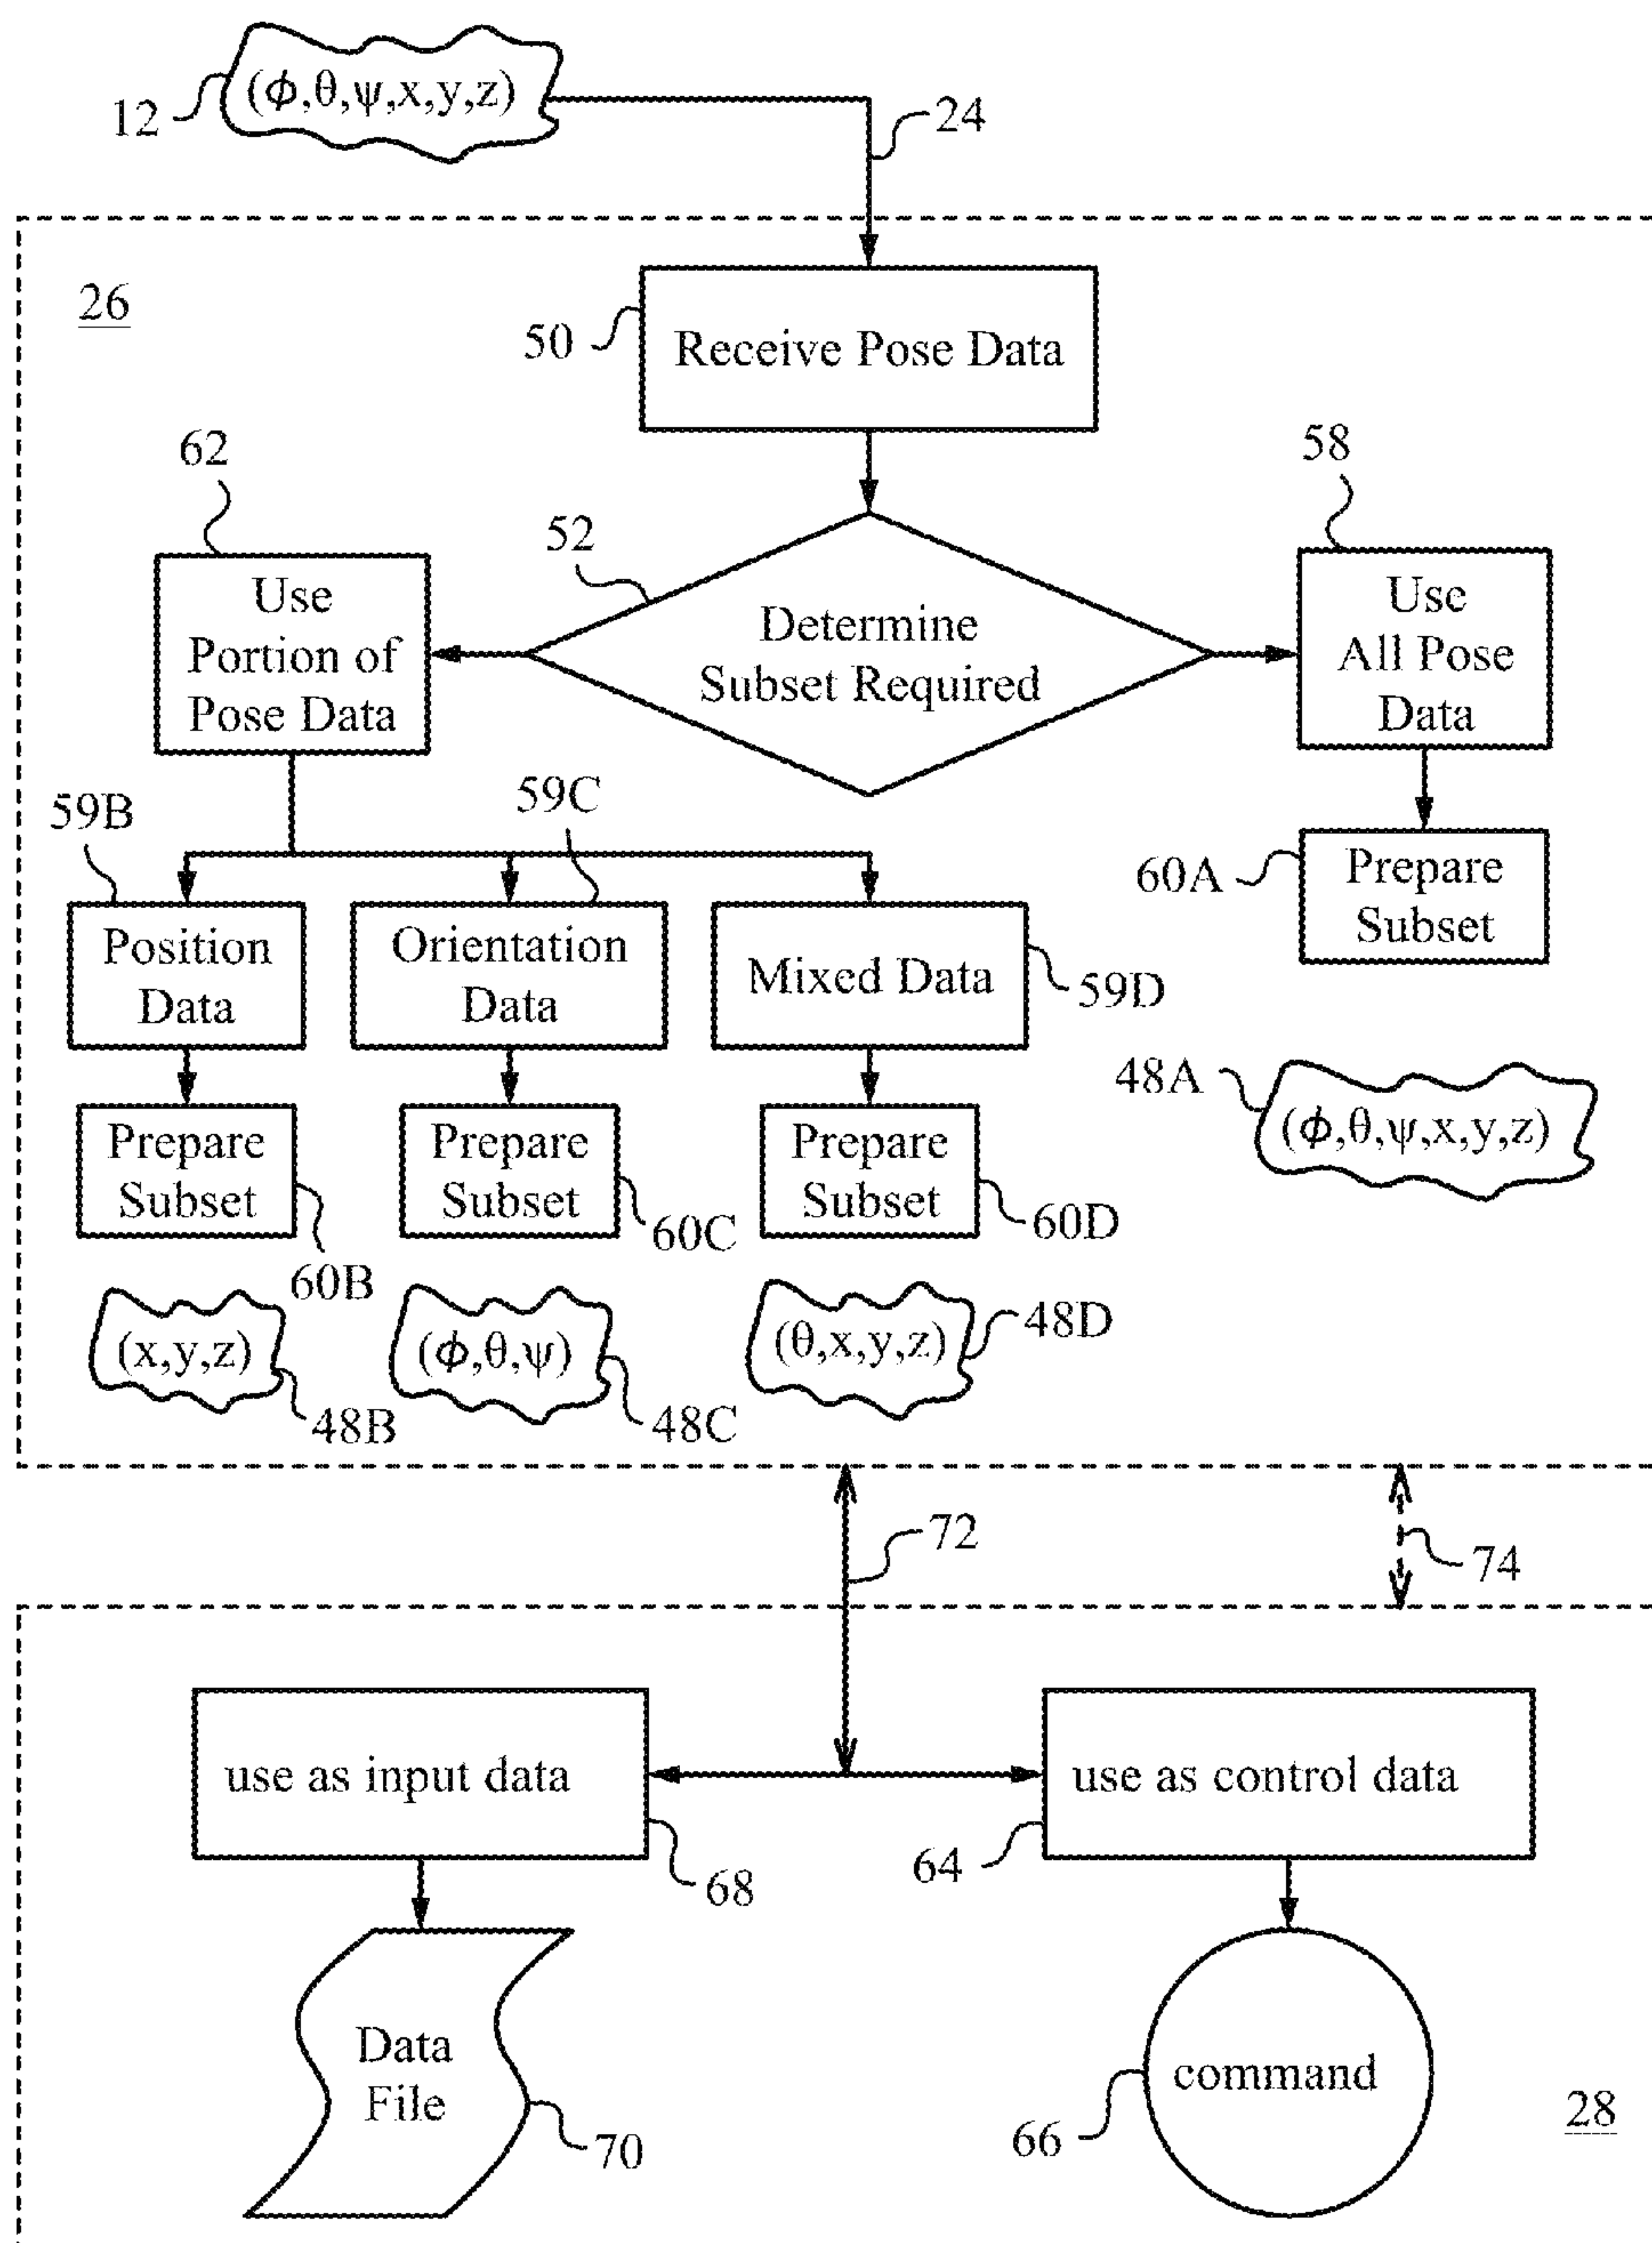 (ϕ,θ,ψ,x,y,z)
12
24
26
50
Receive Pose Data
62
58
52
Use
Portion of
Pose Data
Determine
Subset Required
Use
All Pose
Data
59B
59C
60A
Prepare
Subset
Position
Data
Orientation
Data
Mixed Data
59D
48A
(ϕ,θ,ψ,x,y,z)
Prepare
Subset
Prepare
Subset
Prepare
Subset
60B
60C
60D
(x,y,z)
48B
(ϕ,θ,ψ)
48C
(θ,x,y,z)
48D
72
74
use as input data
68
use as control data
64
Data
File
70
command
66
28